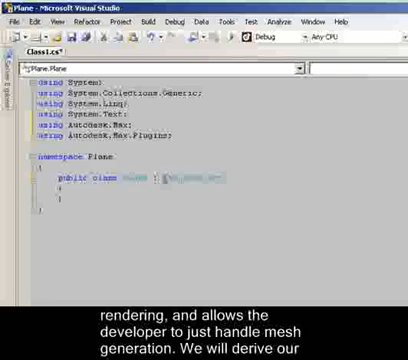 Plane - Microsoft Visual Studio
File Edit View Refactor Project Build Debug Data Tools Test Analyze Window
Debug Any CPU
Class1.cs*
Server Explorer
Plane.Plane
using System;
using System.Collections.Generic;
using System.Linq;
using System.Text;
using Autodesk.Max;
using Autodesk.Max.Plugins;
namespace Plane
{
public class :
{
}
}
rendering, and allows the
developer to just handle mesh
generation. We will derive our